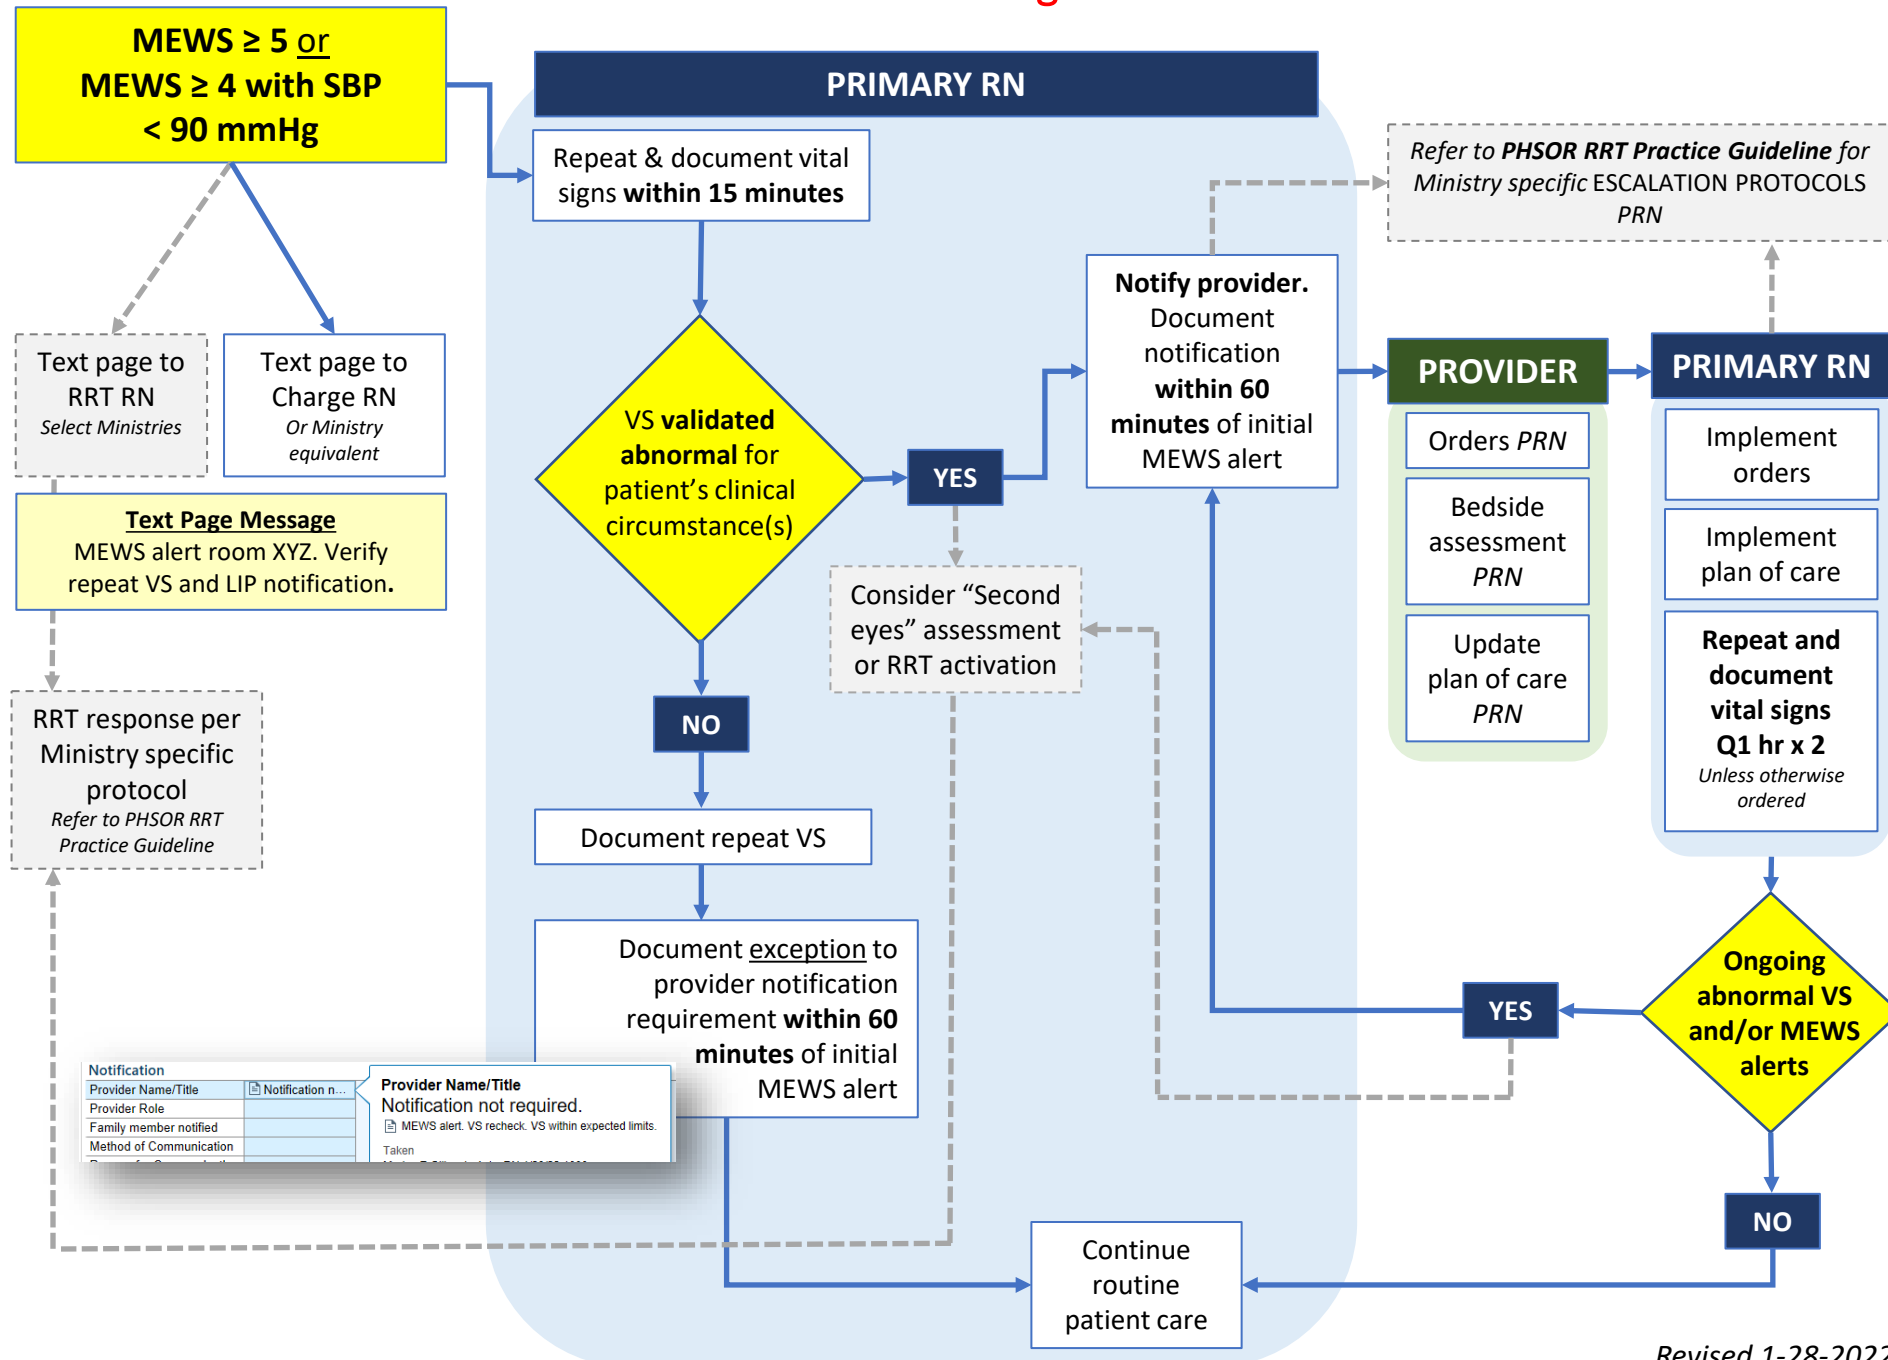 MEWS ≥ 5 or
MEWS ≥ 4 with SBP
< 90 mmHg
PRIMARY RN
Repeat & document vital
signs within 15 minutes
Refer to PHSOR RRT Practice Guideline for
Ministry specific ESCALATION PROTOCOLS
PRN
Text page to
RRT RN
Select Ministries
Text page to
Charge RN
Or Ministry
equivalent
Text Page Message
MEWS alert room XYZ. Verify
repeat VS and LIP notification.
RRT response per
Ministry specific
protocol
Refer to PHSOR RRT
Practice Guideline
VS validated
abnormal for
patient's clinical
circumstance(s)
YES
Notify provider.
Document
notification
within 60
minutes of initial
MEWS alert
Consider “Second
eyes” assessment
or RRT activation
NO
Document repeat VS
Document exception to
provider notification
requirement within 60
minutes of initial
MEWS alert
Notification
Provider Name/Title
Notification n...
Provider Role
Family member notified
Method of Communication
Provider Name/Title
Notification not required.
MEWS alert. VS recheck. VS within expected limits.
Taken
PROVIDER
Orders PRN
Bedside
assessment
PRN
Update
plan of care
PRN
PRIMARY RN
Implement
orders
Implement
plan of care
Repeat and
document
vital signs
Q1 hr x 2
Unless otherwise
ordered
Ongoing
abnormal VS
and/or MEWS
alerts
YES
NO
Continue
routine
patient care
Revised 1-28-2022